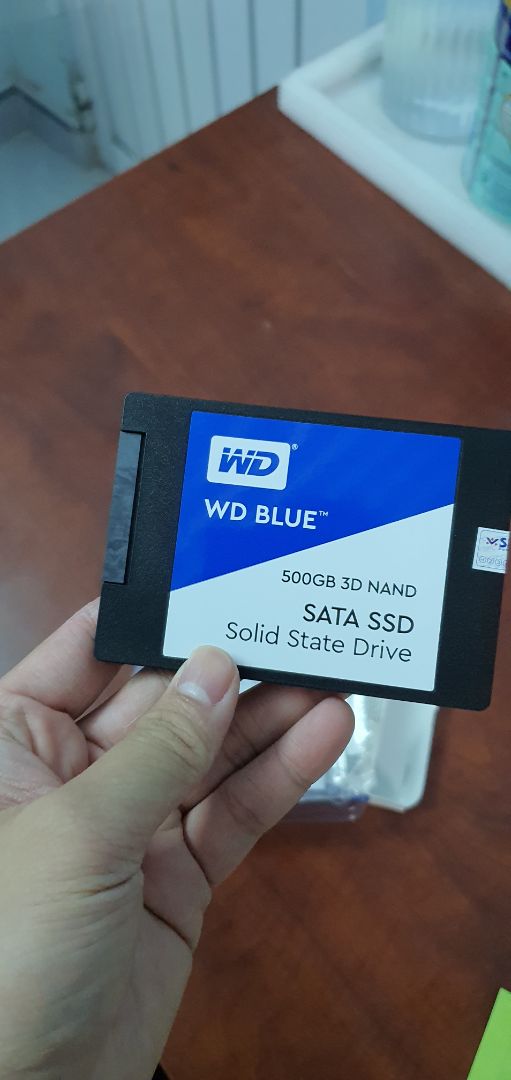 WD®
WD BLUE™
500GB 3D NAND
SATA SSD
Solid State Drive